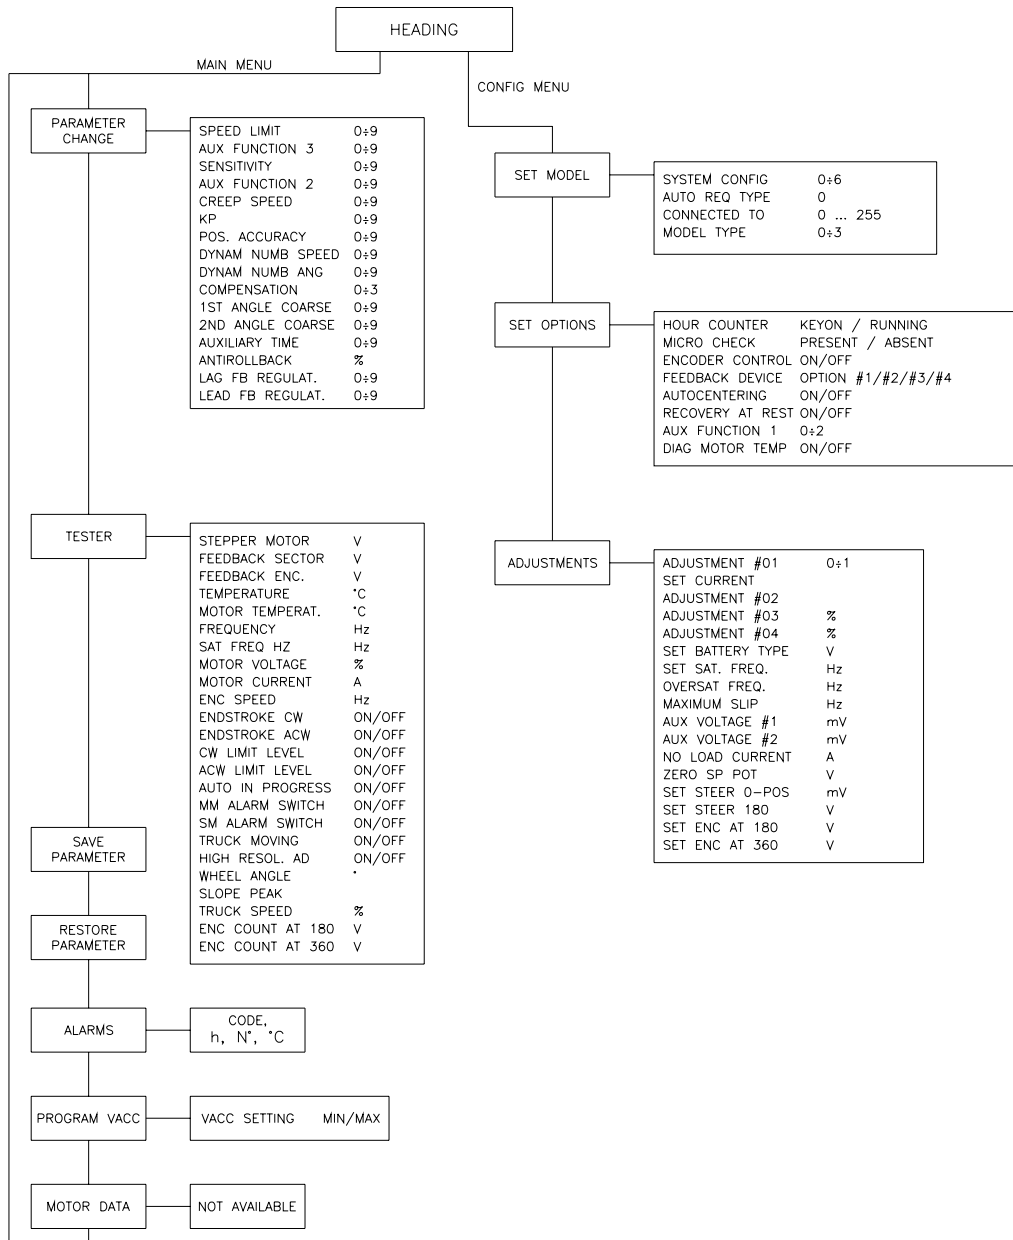 HEADING
MAIN MENU
CONFIG MENU
PARAMETER
CHANGE
SPEED LIMIT 0÷9
AUX FUNCTION 3 0÷9
SENSITIVITY 0÷9
AUX FUNCTION 2 0÷9
CREEP SPEED 0÷9
KP 0÷9
POS. ACCURACY 0÷9
DYNAM NUMB SPEED 0÷9
DYNAM NUMB ANG 0÷9
COMPENSATION 0÷3
1ST ANGLE COARSE 0÷9
2ND ANGLE COARSE 0÷9
AUXILIARY TIME 0÷9
ANTIROLLBACK %
LAG FB REGULAT. 0÷9
LEAD FB REGULAT. 0÷9
TESTER
STEPPER MOTOR V
FEEDBACK SECTOR V
FEEDBACK ENC. V
TEMPERATURE °C
MOTOR TEMPERAT. °C
FREQUENCY Hz
SAT FREQ HZ Hz
MOTOR VOLTAGE %
MOTOR CURRENT A
ENC SPEED Hz
ENDSTROKE CW ON/OFF
ENDSTROKE ACW ON/OFF
CW LIMIT LEVEL ON/OFF
ACW LIMIT LEVEL ON/OFF
AUTO IN PROGRESS ON/OFF
MM ALARM SWITCH ON/OFF
SM ALARM SWITCH ON/OFF
TRUCK MOVING ON/OFF
HIGH RESOL. AD ON/OFF
WHEEL ANGLE °
SLOPE PEAK
TRUCK SPEED %
ENC COUNT AT 180 V
ENC COUNT AT 360 V
SAVE
PARAMETER
RESTORE
PARAMETER
ALARMS
CODE,
h, N°, °C
PROGRAM VACC
VACC SETTING MIN/MAX
MOTOR DATA
NOT AVAILABLE
SET MODEL
SYSTEM CONFIG 0÷6
AUTO REQ TYPE 0
CONNECTED TO 0 ... 255
MODEL TYPE 0÷3
SET OPTIONS
HOUR COUNTER KEYON / RUNNING
MICRO CHECK PRESENT / ABSENT
ENCODER CONTROL ON/OFF
FEEDBACK DEVICE OPTION #1/#2/#3/#4
AUTOCENTERING ON/OFF
RECOVERY AT REST ON/OFF
AUX FUNCTION 1 0÷2
DIAG MOTOR TEMP ON/OFF
ADJUSTMENTS
ADJUSTMENT #01 0÷1
SET CURRENT
ADJUSTMENT #02
ADJUSTMENT #03 %
ADJUSTMENT #04 %
SET BATTERY TYPE V
SET SAT. FREQ. Hz
OVERSAT FREQ. Hz
MAXIMUM SLIP Hz
AUX VOLTAGE #1 mV
AUX VOLTAGE #2 mV
NO LOAD CURRENT A
ZERO SP POT V
SET STEER 0-POS mV
SET STEER 180 V
SET ENC AT 180 V
SET ENC AT 360 V